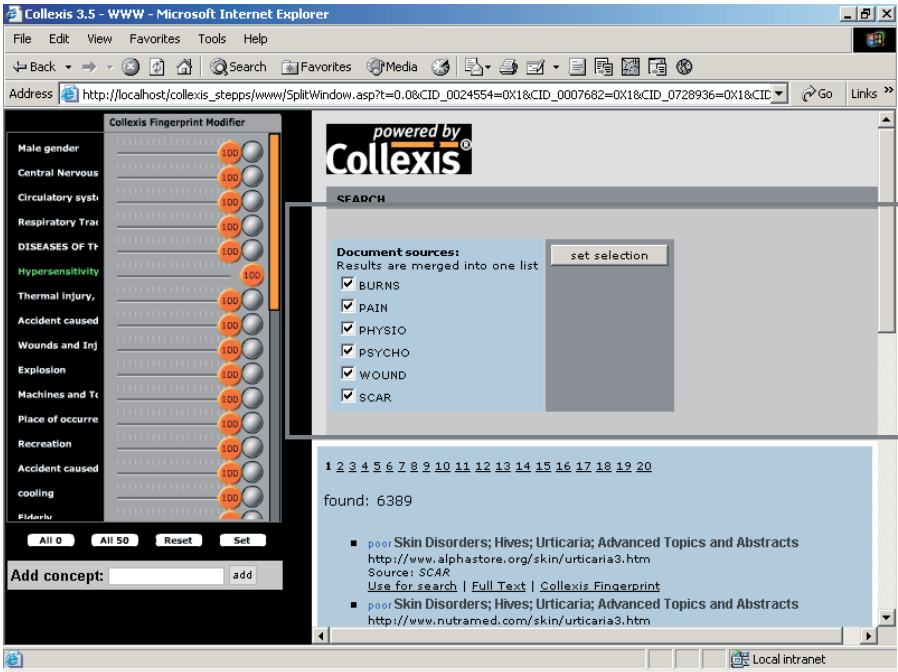 Collexis 3.5 - WWW - Microsoft Internet Explorer
File Edit View Favorites Tools Help
Back Search Favorites Media
Address http://localhost/collexis_stepps/www/SplitWindow.asp?t=0.0&CID_0024554=0X1&CID_0007682=0X1&CID_0728936=0X1&CID Go Links »
Collexis Fingerprint Modifier
Male gender 100
Central Nervous 100
Circulatory syst 100
Respiratory Tra 100
DISEASES OF TH 100
Hypersensitivity 100
Thermal injury, 100
Accident caused 100
Wounds and Inj 100
Explosion 100
Machines and To 100
Place of occurre 100
Recreation 100
Accident caused 100
cooling 100
Elderly
All 0 All 50 Reset Set
Add concept: add
powered by
Collexis®
SEARCH
Document sources:
Results are merged into one list
set selection
BURNS
PAIN
PHYSIO
PSYCHO
WOUND
SCAR
1 2 3 4 5 6 7 8 9 10 11 12 13 14 15 16 17 18 19 20
found: 6389
poor Skin Disorders; Hives; Urticaria; Advanced Topics and Abstracts
http://www.alphastore.org/skin/urticaria3.htm
Source: SCAR
Use for search | Full Text | Collexis Fingerprint
poor Skin Disorders; Hives; Urticaria; Advanced Topics and Abstracts
http://www.nutramed.com/skin/urticaria3.htm
Local intranet